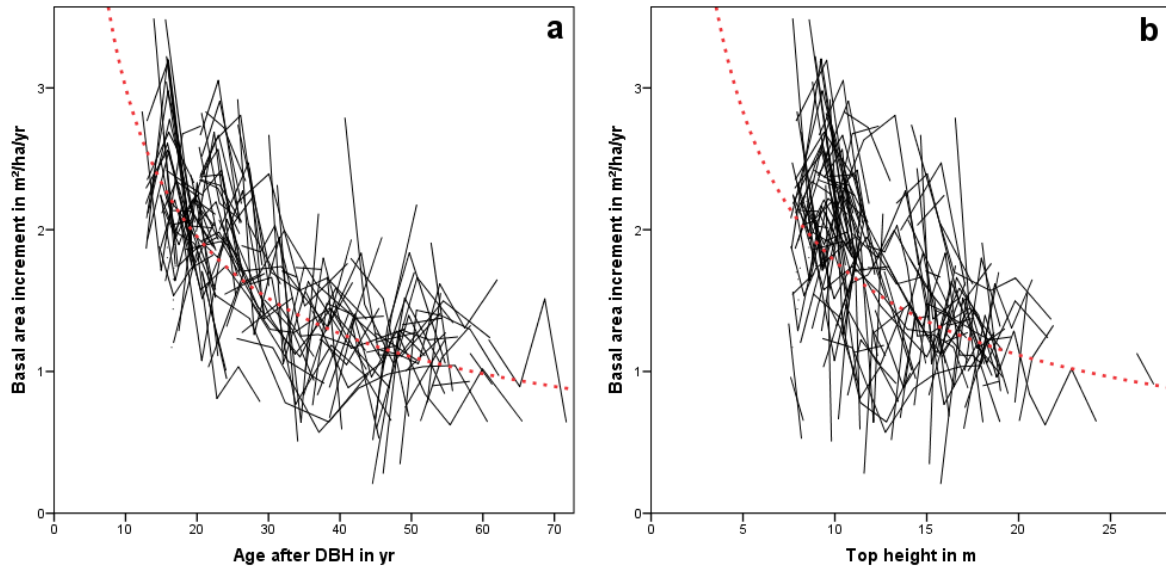 a
Basal area increment in m²/ha/yr
3
2
1
0
0 10 20 30 40 50 60 70
Age after DBH in yr
b
Basal area increment in m²/ha/yr
3
2
1
0
0 5 10 15 20 25
Top height in m